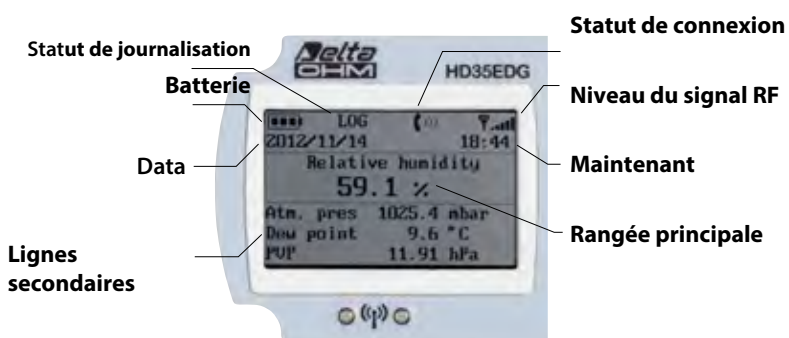 Statut de connexion
Statut de journalisation
Delta
OHM
HD35EDG
Batterie
Niveau du signal RF
LOG
2012/11/14 18:44
Data
Maintenant
Relative humidity
59.1 %
Atm. pres 1025.4 mbar
Rangée principale
Dew point 9.6 °C
Lignes
secondaires
PVP 11.91 hPa